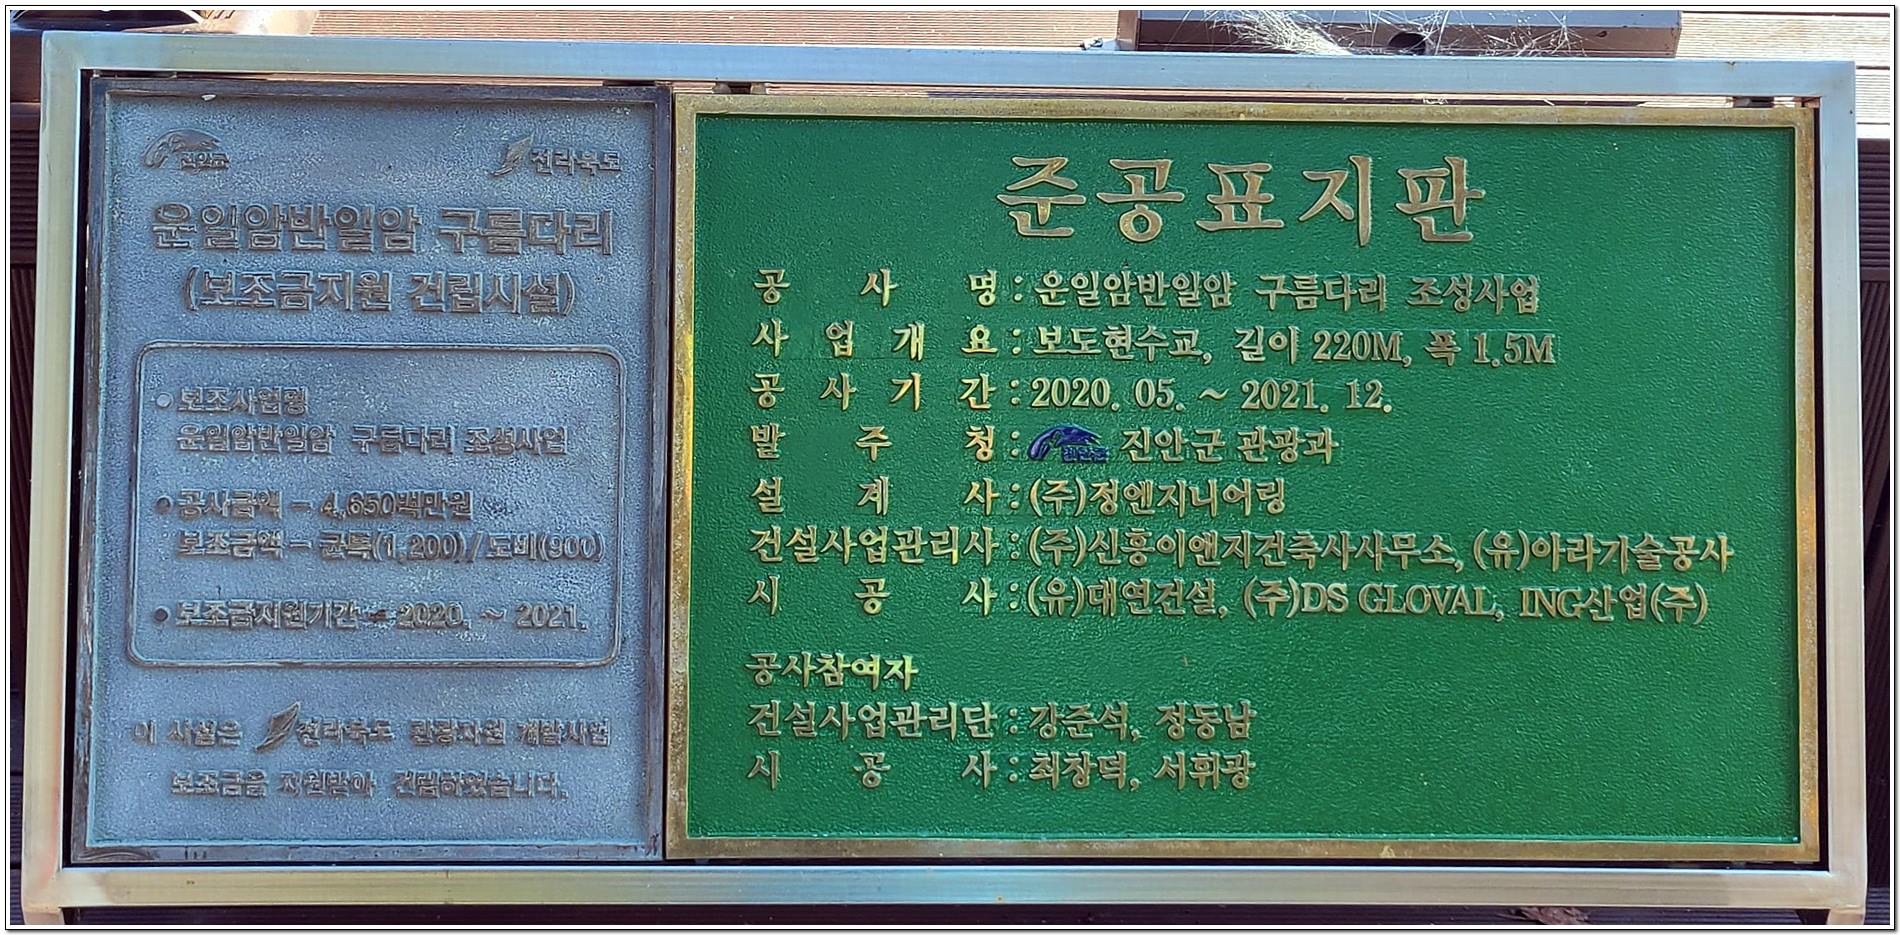 진안군 전라북도
운일암반일암 구름다리
(보조금지원 건립시설)
보조사업명
운일암반일암 구름다리 조성사업
공사금액 - 4,650백만원
보조금액 - 균특(1,200)/도비(900)
보조금지원기간 - 2020. ~ 2021.
이 시설은 전라북도 관광자원 개발사업
보조금을 지원받아 건립하였습니다.
준공표지판
공 사 명 : 운일암반일암 구름다리 조성사업
사 업 개 요 : 보도현수교, 길이 220M, 폭 1.5M
공 사 기 간 : 2020. 05. ~ 2021. 12.
발 주 청 : 진안군 진안군 관광과
설 계 사 : (주)정엔지니어링
건설사업관리사 : (주)신흥이앤지건축사사무소, (유)아라기술공사
시 공 사 : (유)대연건설, (주)DS GLOVAL, ING산업(주)
공사참여자
건설사업관리단 : 강준석, 정동남
시 공 사 : 최창덕, 서휘광